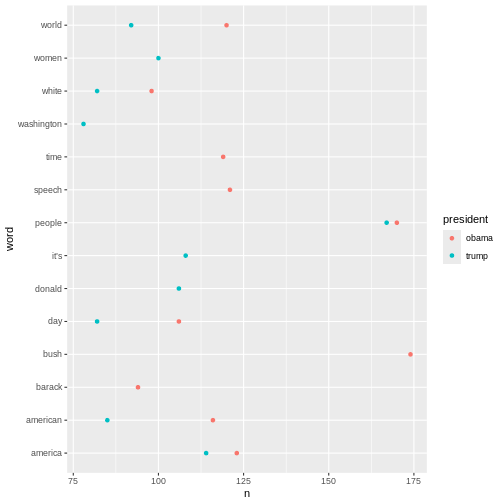 world
women
white
washington
time
speech
people
it's
donald
day
bush
barack
american
america
word
75 100 125 150 175
n
president
obama
trump